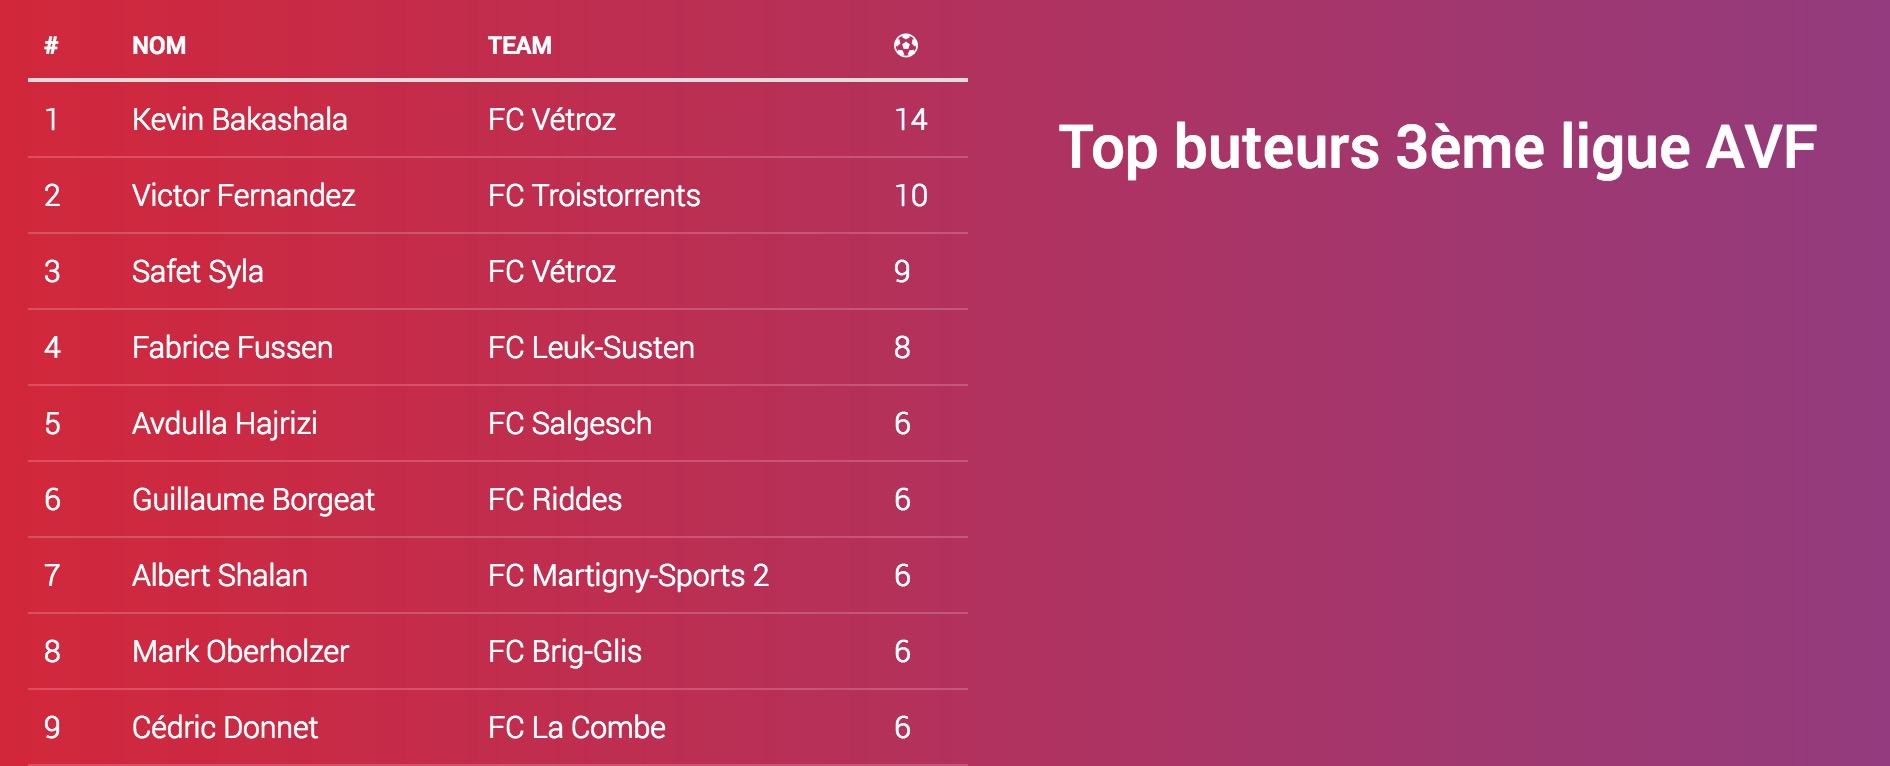 # NOM TEAM
1 Kevin Bakashala FC Vétroz 14
2 Victor Fernandez FC Troistorrents 10
3 Safet Syla FC Vétroz 9
4 Fabrice Fussen FC Leuk-Susten 8
5 Avdulla Hajrizi FC Salgesch 6
6 Guillaume Borgeat FC Riddes 6
7 Albert Shalan FC Martigny-Sports 2 6
8 Mark Oberholzer FC Brig-Glis 6
9 Cédric Donnet FC La Combe 6
Top buteurs 3ème ligue AVF